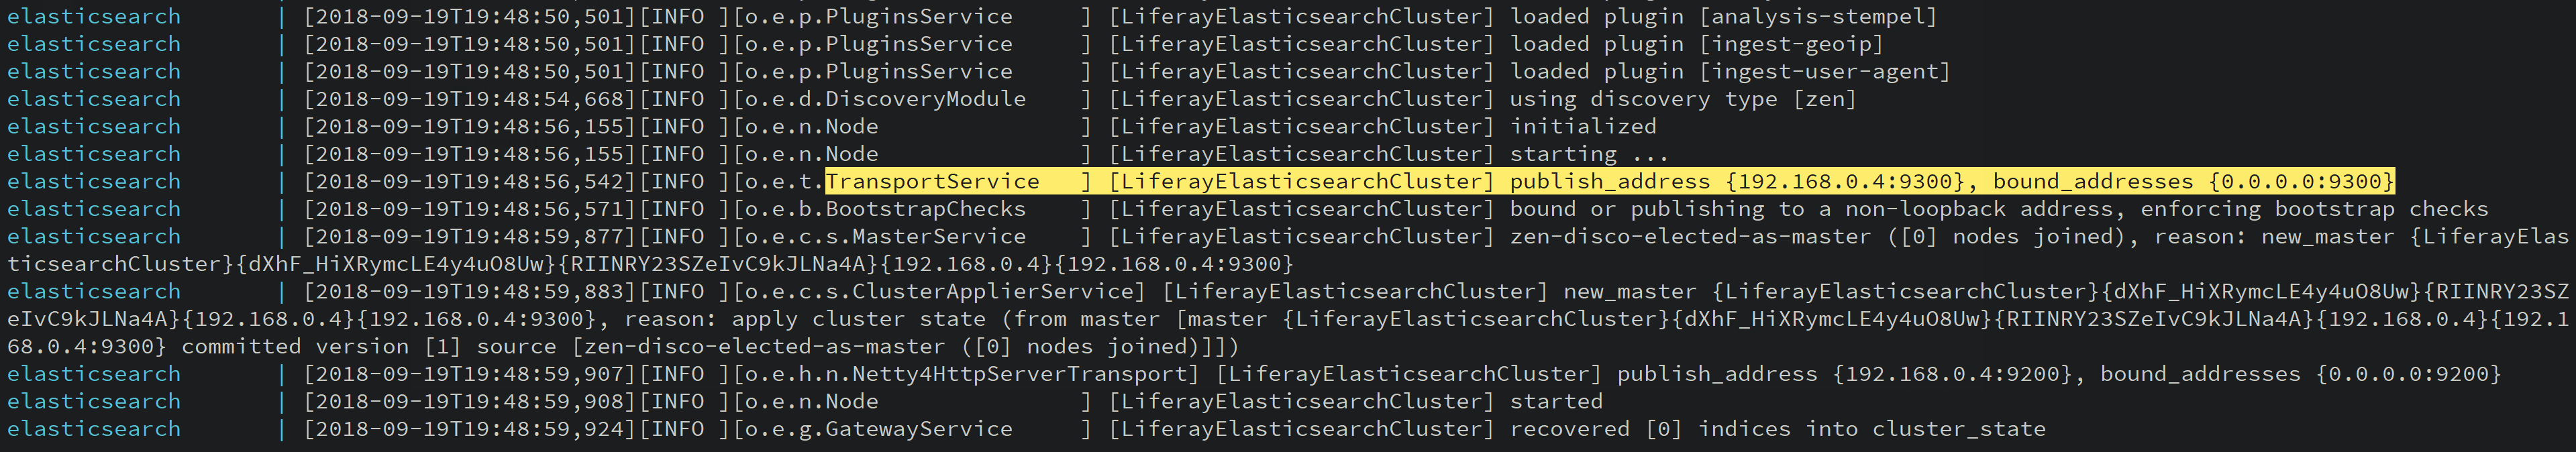 elasticsearch      | [2018-09-19T19:48:50,501][INFO ][o.e.p.PluginsService     ] [LiferayElasticsearchCluster] loaded plugin [analysis-stempel]
elasticsearch      | [2018-09-19T19:48:50,501][INFO ][o.e.p.PluginsService     ] [LiferayElasticsearchCluster] loaded plugin [ingest-geoip]
elasticsearch      | [2018-09-19T19:48:50,501][INFO ][o.e.p.PluginsService     ] [LiferayElasticsearchCluster] loaded plugin [ingest-user-agent]
elasticsearch      | [2018-09-19T19:48:54,668][INFO ][o.e.d.DiscoveryModule    ] [LiferayElasticsearchCluster] using discovery type [zen]
elasticsearch      | [2018-09-19T19:48:56,155][INFO ][o.e.n.Node               ] [LiferayElasticsearchCluster] initialized
elasticsearch      | [2018-09-19T19:48:56,155][INFO ][o.e.n.Node               ] [LiferayElasticsearchCluster] starting ...
elasticsearch      | [2018-09-19T19:48:56,542][INFO ][o.e.t.TransportService   ] [LiferayElasticsearchCluster] publish_address {192.168.0.4:9300}, bound_addresses {0.0.0.0:9300}
elasticsearch      | [2018-09-19T19:48:56,571][INFO ][o.e.b.BootstrapChecks    ] [LiferayElasticsearchCluster] bound or publishing to a non-loopback address, enforcing bootstrap checks
elasticsearch      | [2018-09-19T19:48:59,877][INFO ][o.e.c.s.MasterService    ] [LiferayElasticsearchCluster] zen-disco-elected-as-master ([0] nodes joined), reason: new_master {LiferayElas
ticsearchCluster}{dXhF_HiXRymcLE4y4uO8Uw}{RIINRY23SZeIvC9kJLNa4A}{192.168.0.4}{192.168.0.4:9300}
elasticsearch      | [2018-09-19T19:48:59,883][INFO ][o.e.c.s.ClusterApplierService] [LiferayElasticsearchCluster] new_master {LiferayElasticsearchCluster}{dXhF_HiXRymcLE4y4uO8Uw}{RIINRY23SZ
eIvC9kJLNa4A}{192.168.0.4}{192.168.0.4:9300}, reason: apply cluster state (from master [master {LiferayElasticsearchCluster}{dXhF_HiXRymcLE4y4uO8Uw}{RIINRY23SZeIvC9kJLNa4A}{192.168.0.4}{192.1
68.0.4:9300} committed version [1] source [zen-disco-elected-as-master ([0] nodes joined)]])
elasticsearch      | [2018-09-19T19:48:59,907][INFO ][o.e.h.n.Netty4HttpServerTransport] [LiferayElasticsearchCluster] publish_address {192.168.0.4:9200}, bound_addresses {0.0.0.0:9200}
elasticsearch      | [2018-09-19T19:48:59,908][INFO ][o.e.n.Node               ] [LiferayElasticsearchCluster] started
elasticsearch      | [2018-09-19T19:48:59,924][INFO ][o.e.g.GatewayService     ] [LiferayElasticsearchCluster] recovered [0] indices into cluster_state